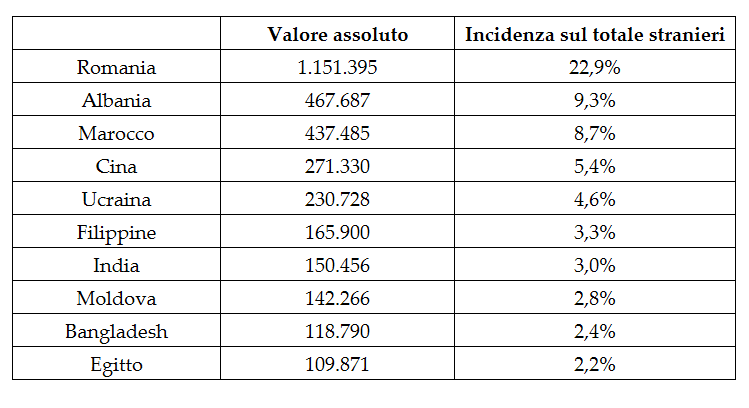 Valore assoluto Incidenza sul totale stranieri
Romania 1.151.395 22,9%
Albania 467.687 9,3%
Marocco 437.485 8,7%
Cina 271.330 5,4%
Ucraina 230.728 4,6%
Filippine 165.900 3,3%
India 150.456 3,0%
Moldova 142.266 2,8%
Bangladesh 118.790 2,4%
Egitto 109.871 2,2%